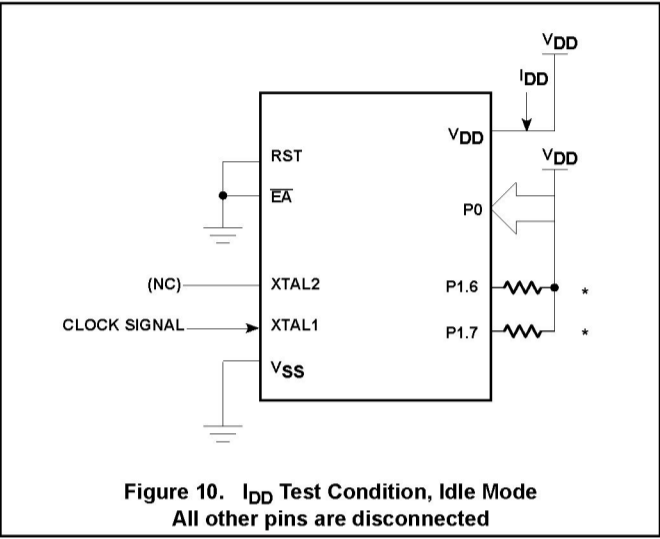 VDD
IDD
VDD
VDD
RST
EA
P0
(NC)
XTAL2
P1.6
*
CLOCK SIGNAL
XTAL1
P1.7
*
VSS
Figure 10. IDD Test Condition, Idle Mode
All other pins are disconnected